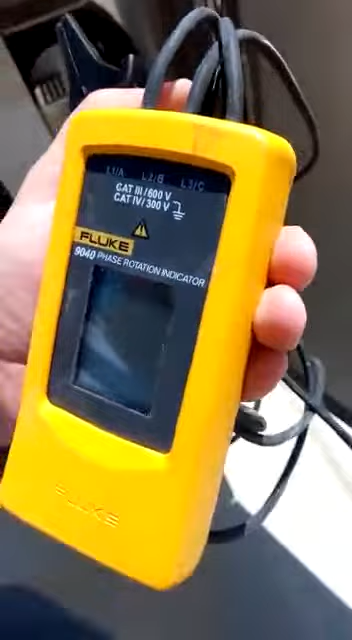 L1/A L2/B L3/C
CAT III/600 V
CAT IV/300 V
FLUKE
9040 PHASE ROTATION INDICATOR
FLUKE